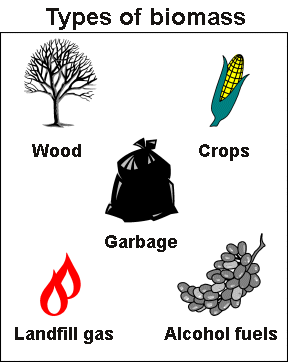 Types of biomass
Wood
Crops
Garbage
Landfill gas
Alcohol fuels